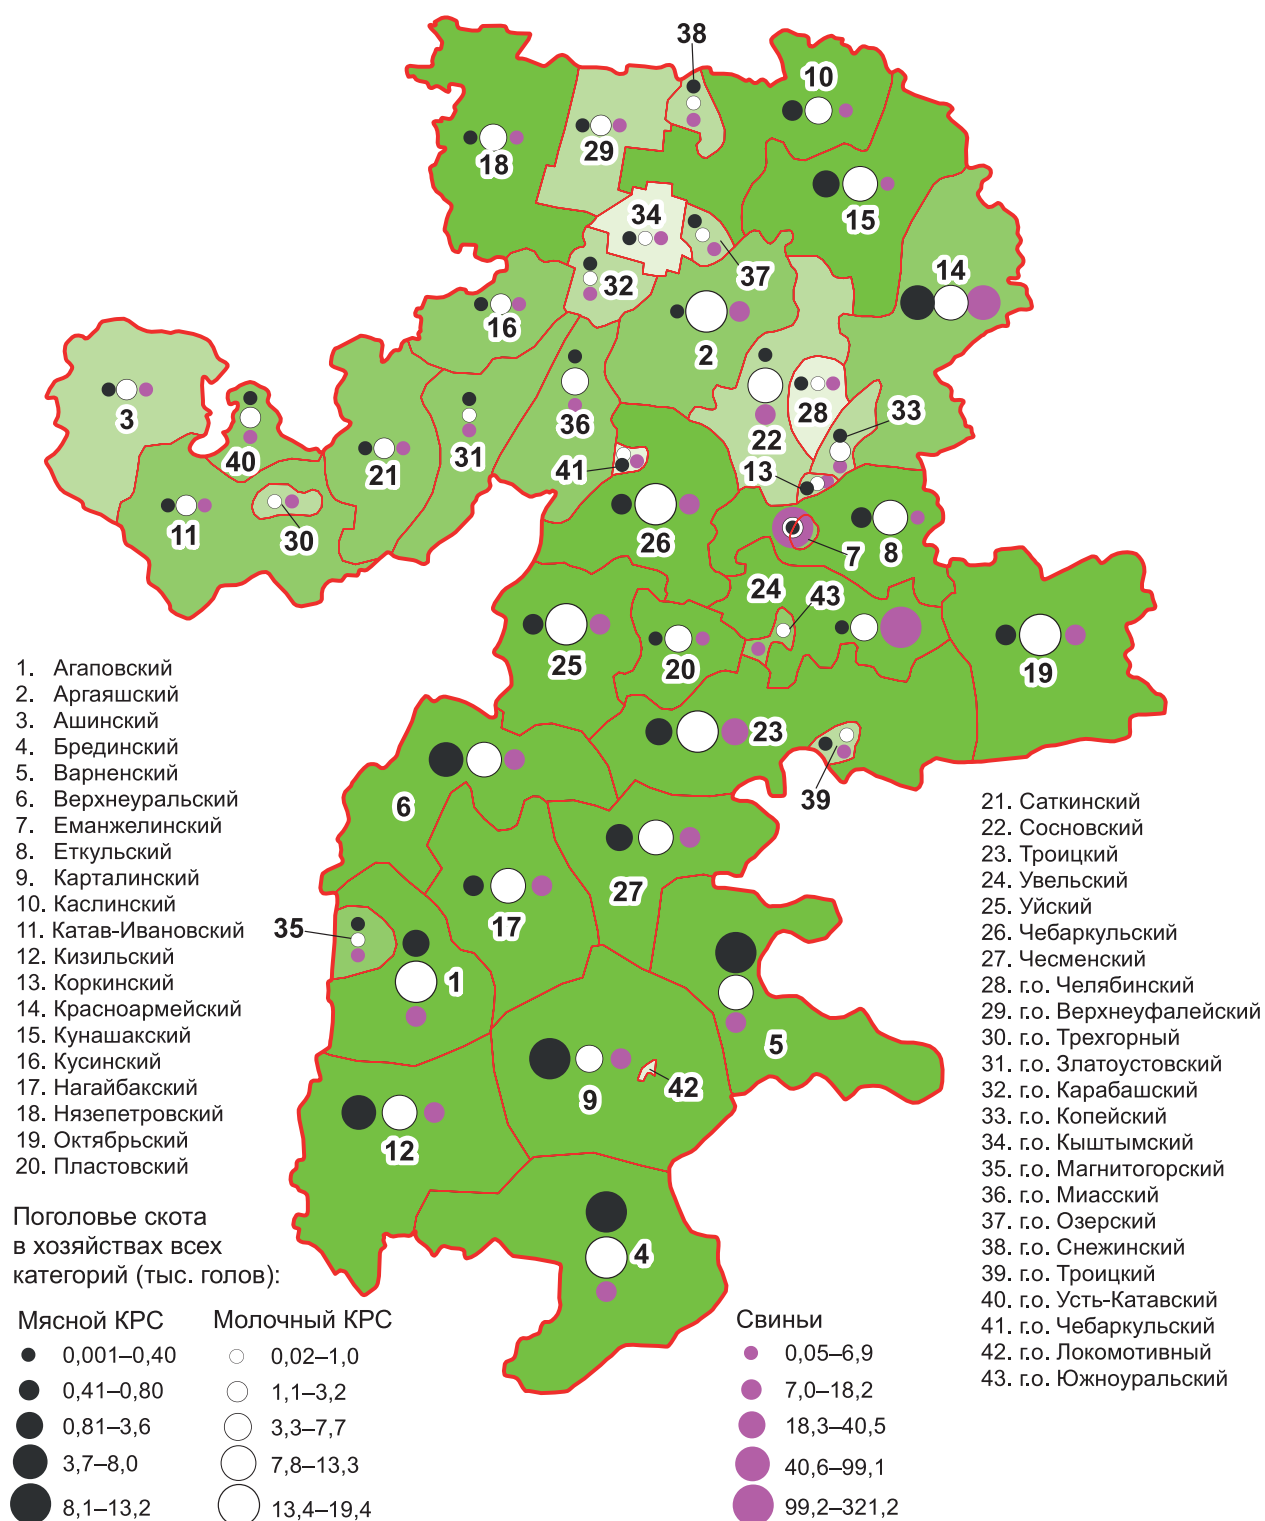 38
10
18
29
15
34
14
37
32
16
2
3
28
33
22
36
40
21
31
41
13
11
30
26
7
8
24
43
25
20
19
23
6
39
27
35
17
1
5
9
42
12
4
1. Агаповский
2. Аргаяшский
3. Ашинский
4. Брединский
5. Варненский
6. Верхнеуральский
7. Еманжелинский
8. Еткульский
9. Карталинский
10. Каслинский
11. Катав-Ивановский
12. Кизильский
13. Коркинский
14. Красноармейский
15. Кунашакский
16. Кусинский
17. Нагайбакский
18. Нязепетровский
19. Октябрьский
20. Пластовский
21. Саткинский
22. Сосновский
23. Троицкий
24. Увельский
25. Уйский
26. Чебаркульский
27. Чесменский
28. г.о. Челябинский
29. г.о. Верхнеуфалейский
30. г.о. Трехгорный
31. г.о. Златоустовский
32. г.о. Карабашский
33. г.о. Копейский
34. г.о. Кыштымский
35. г.о. Магнитогорский
36. г.о. Миасский
37. г.о. Озерский
38. г.о. Снежинский
39. г.о. Троицкий
40. г.о. Усть-Катавский
41. г.о. Чебаркульский
42. г.о. Локомотивный
43. г.о. Южноуральский
Поголовье скота
в хозяйствах всех
категорий (тыс. голов):
Мясной КРС
0,001–0,40
0,41–0,80
0,81–3,6
3,7–8,0
8,1–13,2
Молочный КРС
0,02–1,0
1,1–3,2
3,3–7,7
7,8–13,3
13,4–19,4
Свиньи
0,05–6,9
7,0–18,2
18,3–40,5
40,6–99,1
99,2–321,2